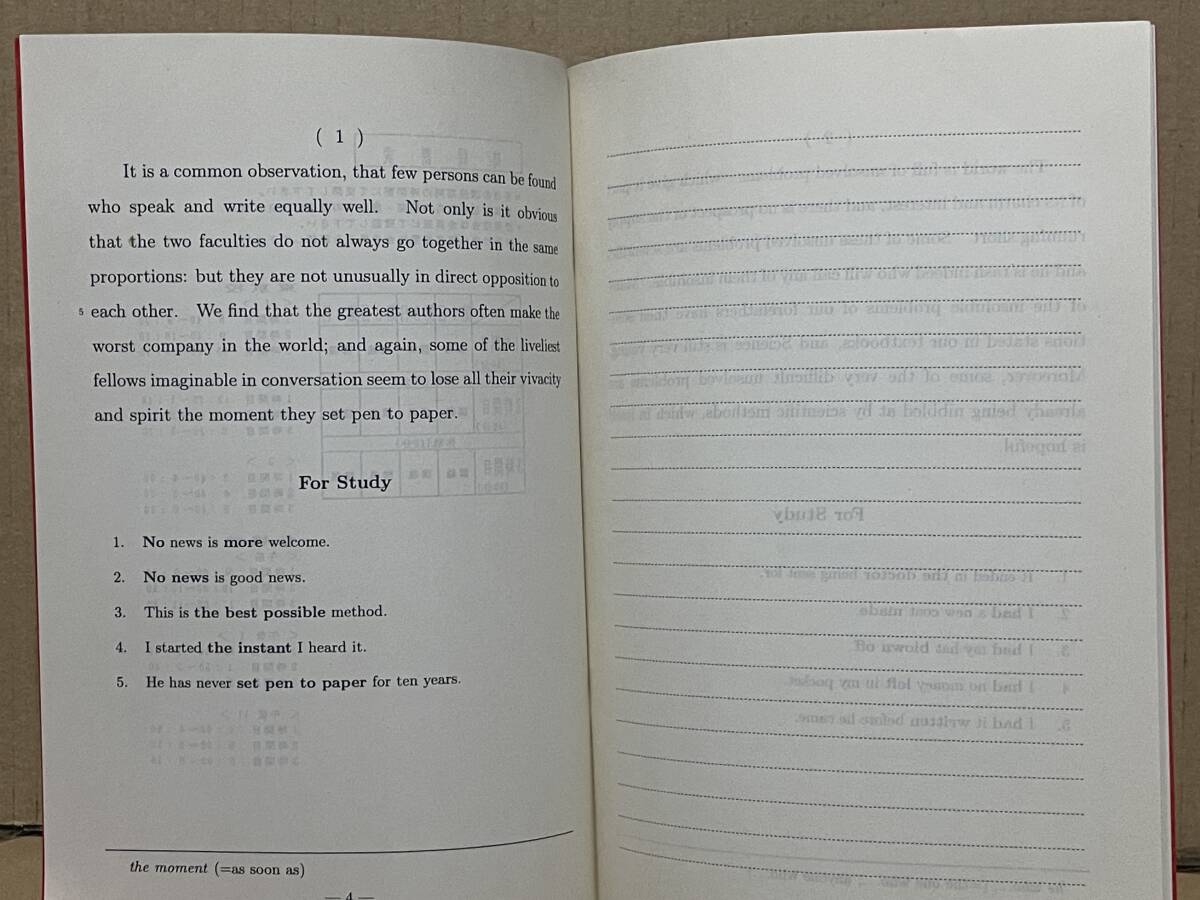 ( 1 )
It is a common observation, that few persons can be found
who speak and write equally well. Not only is it obvious
that the two faculties do not always go together in the same
proportions: but they are not unusually in direct opposition to
5 each other. We find that the greatest authors often make the
worst company in the world; and again, some of the liveliest
fellows imaginable in conversation seem to lose all their vivacity
and spirit the moment they set pen to paper.
For Study
1. No news is more welcome.
2. No news is good news.
3. This is the best possible method.
4. I started the instant I heard it.
5. He has never set pen to paper for ten years.
the moment (=as soon as)
— 4 —